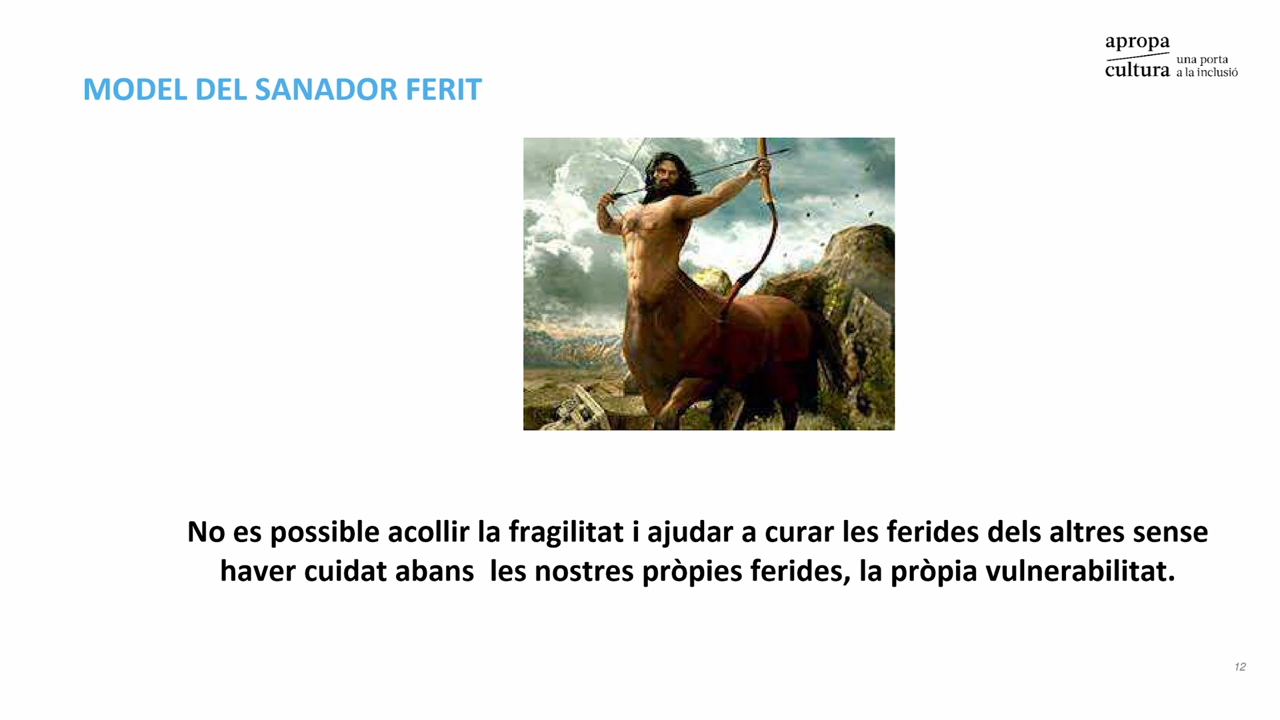 apropa
cultura una porta
a la inclusió
MODEL DEL SANADOR FERIT
No es possible acollir la fragilitat i ajudar a curar les ferides dels altres sense
haver cuidat abans  les nostres pròpies ferides, la pròpia vulnerabilitat.
12